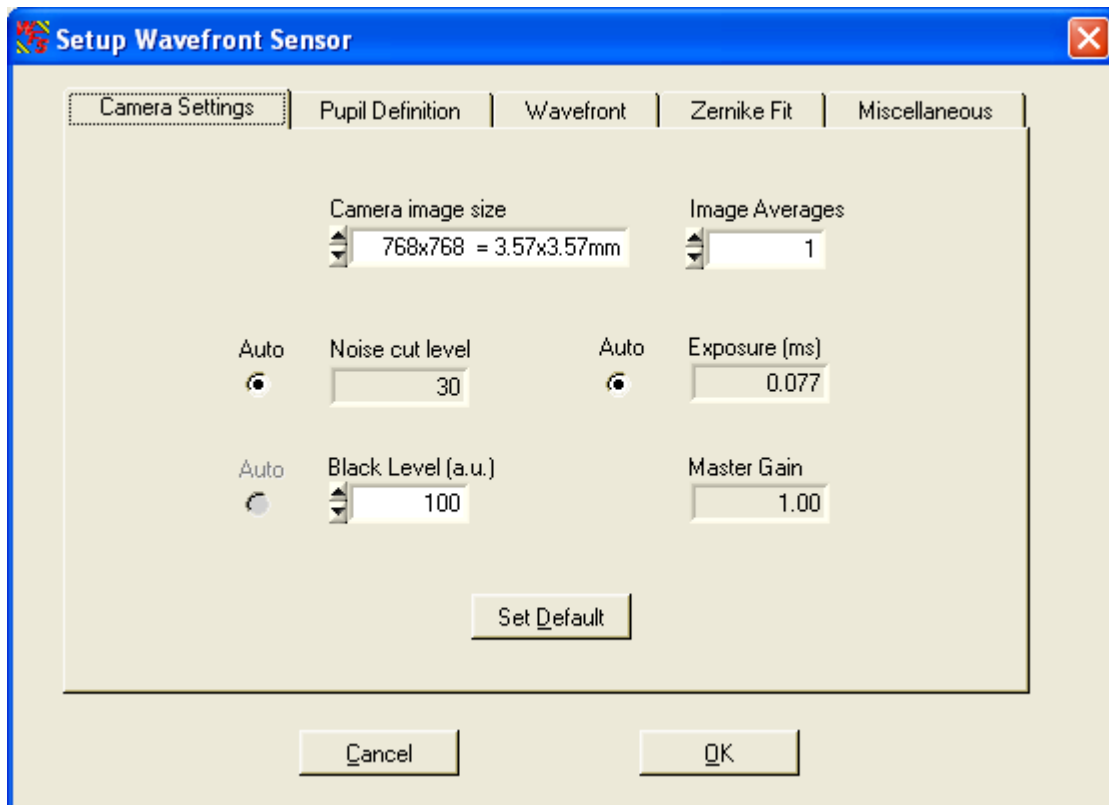 Setup Wavefront Sensor
Camera Settings Pupil Definition Wavefront Zernike Fit Miscellaneous
Camera image size Image Averages
768x768 = 3.57x3.57mm 1
Auto Noise cut level Auto Exposure (ms)
30 0.077
Auto Black Level (a.u.) Master Gain
100 1.00
Set Default
Cancel OK